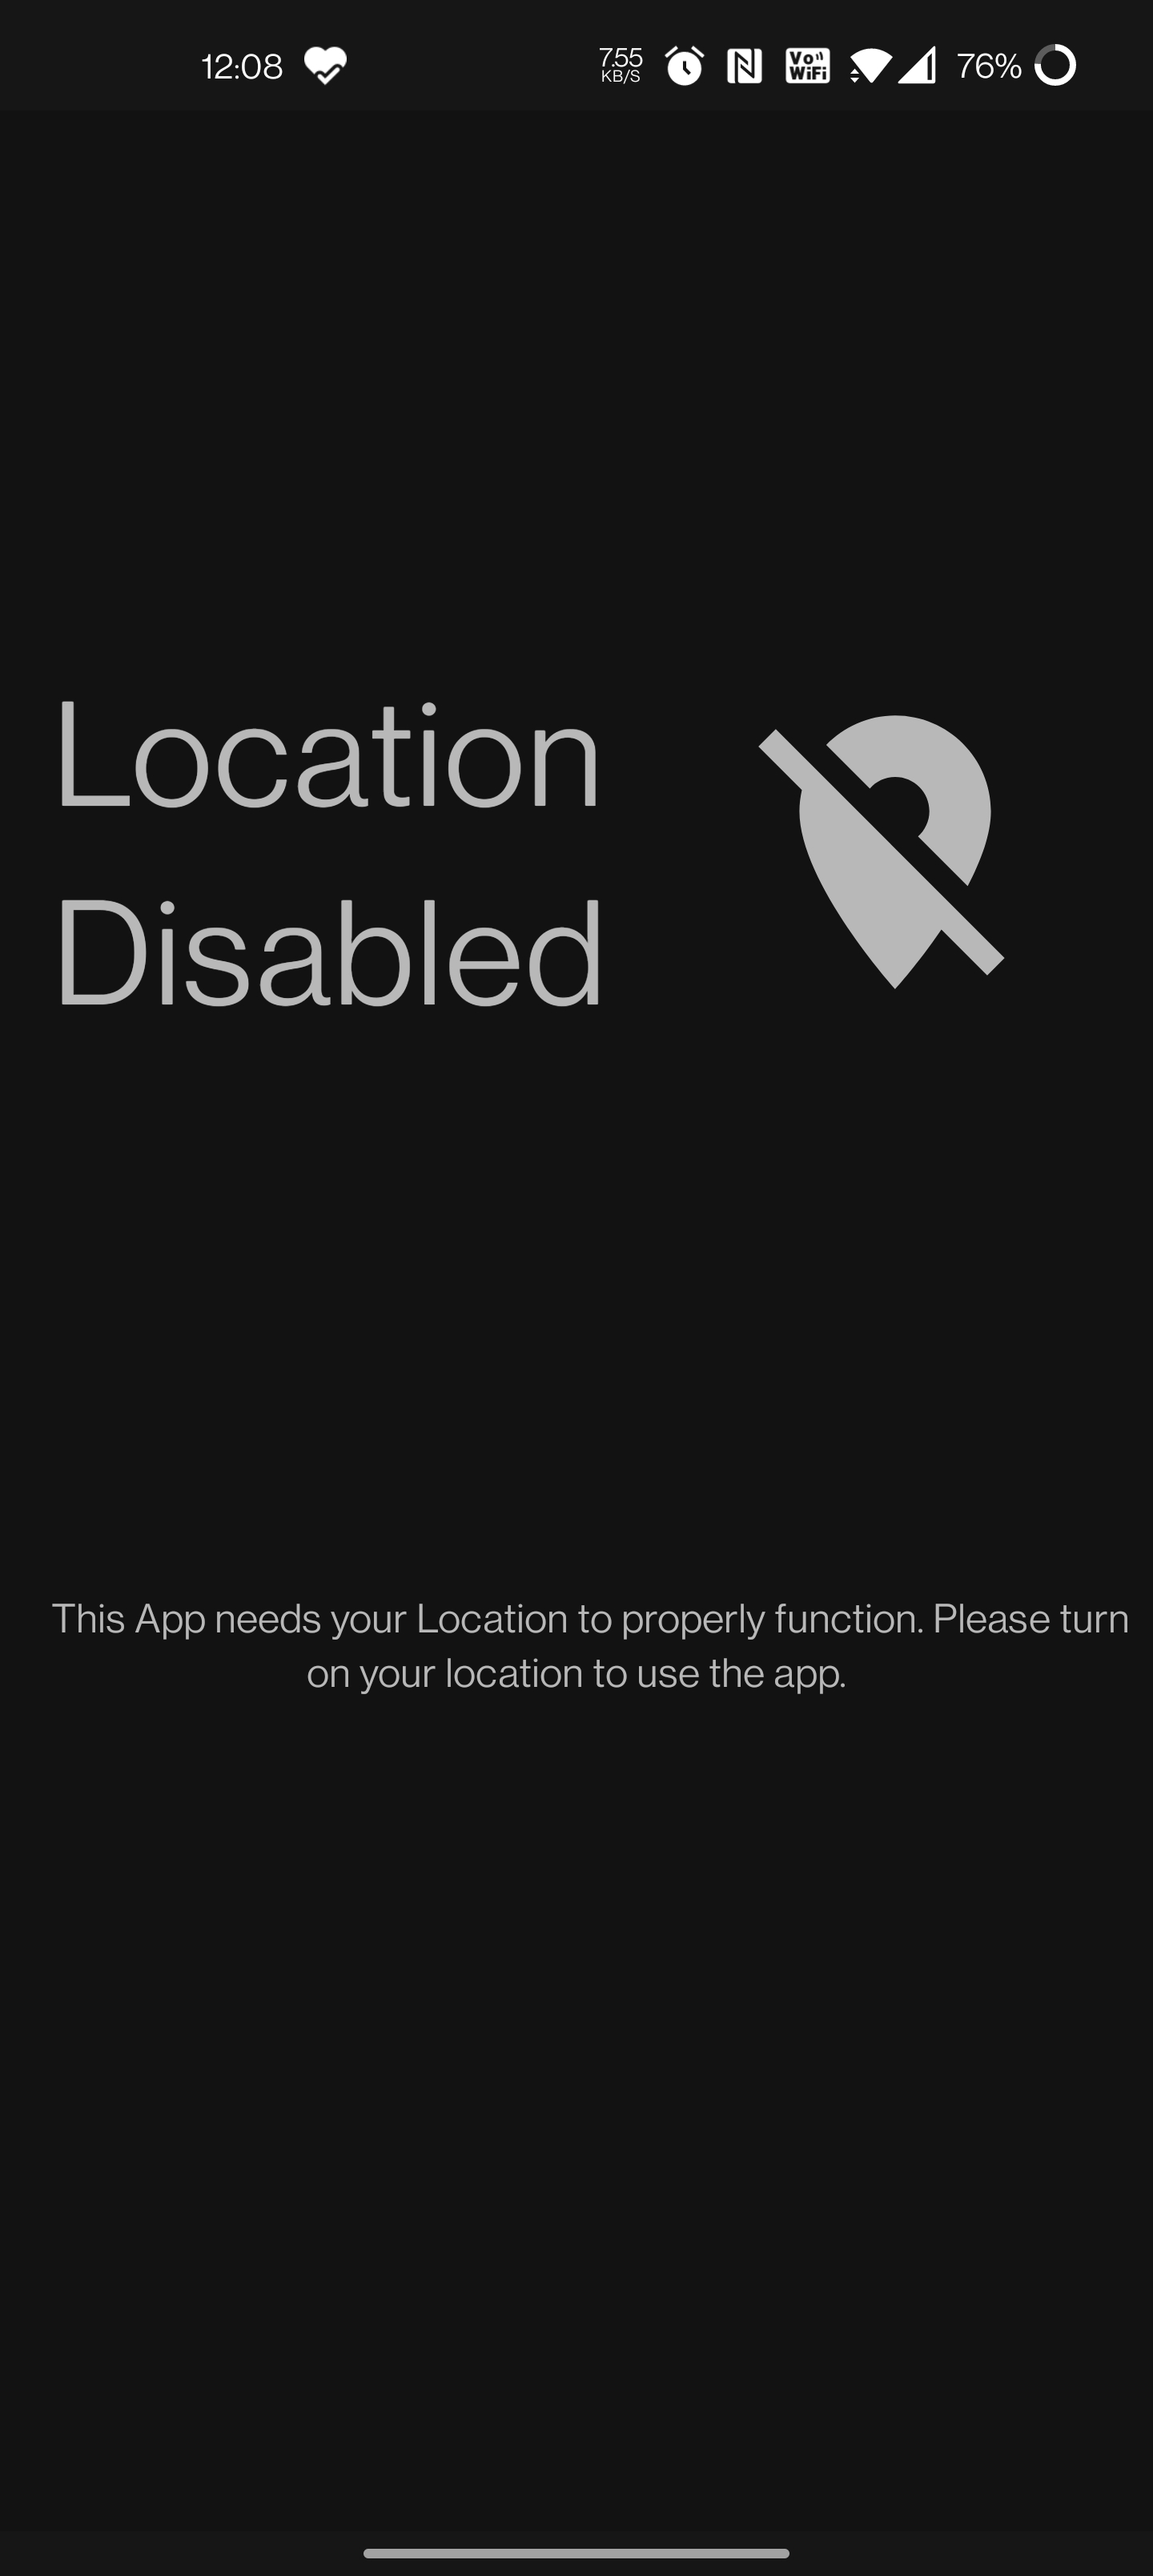 12:08 7.55 KB/S Vo WiFi 76%
Location
Disabled
This App needs your Location to properly function. Please turn
on your location to use the app.